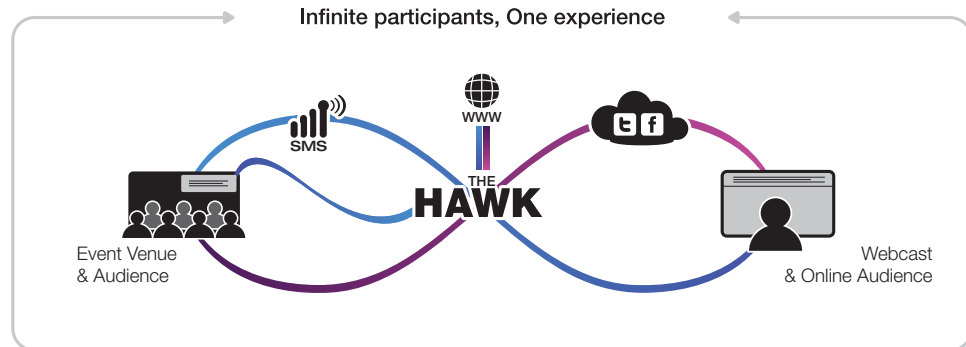 Infinite participants, One experience
WWW
SMS
t f
THE
HAWK
Event Venue
& Audience
Webcast
& Online Audience